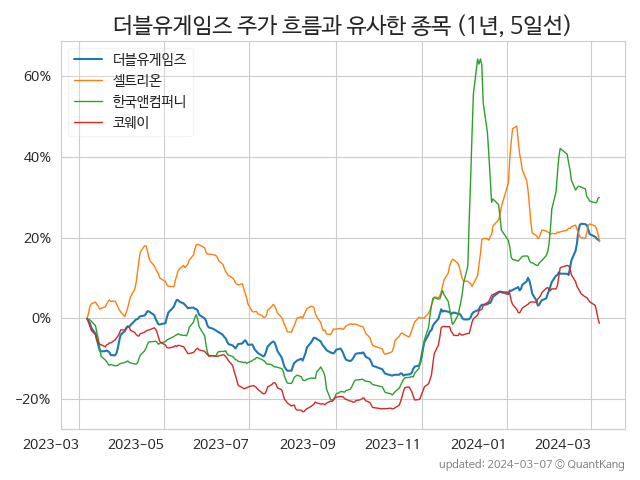 더블유게임즈 주가 흐름과 유사한 종목 (1년, 5일선)
더블유게임즈
셀트리온
한국앤컴퍼니
코웨이
60%
40%
20%
0%
−20%
2023-03 2023-05 2023-07 2023-09 2023-11 2024-01 2024-03
updated: 2024-03-07 © QuantKang